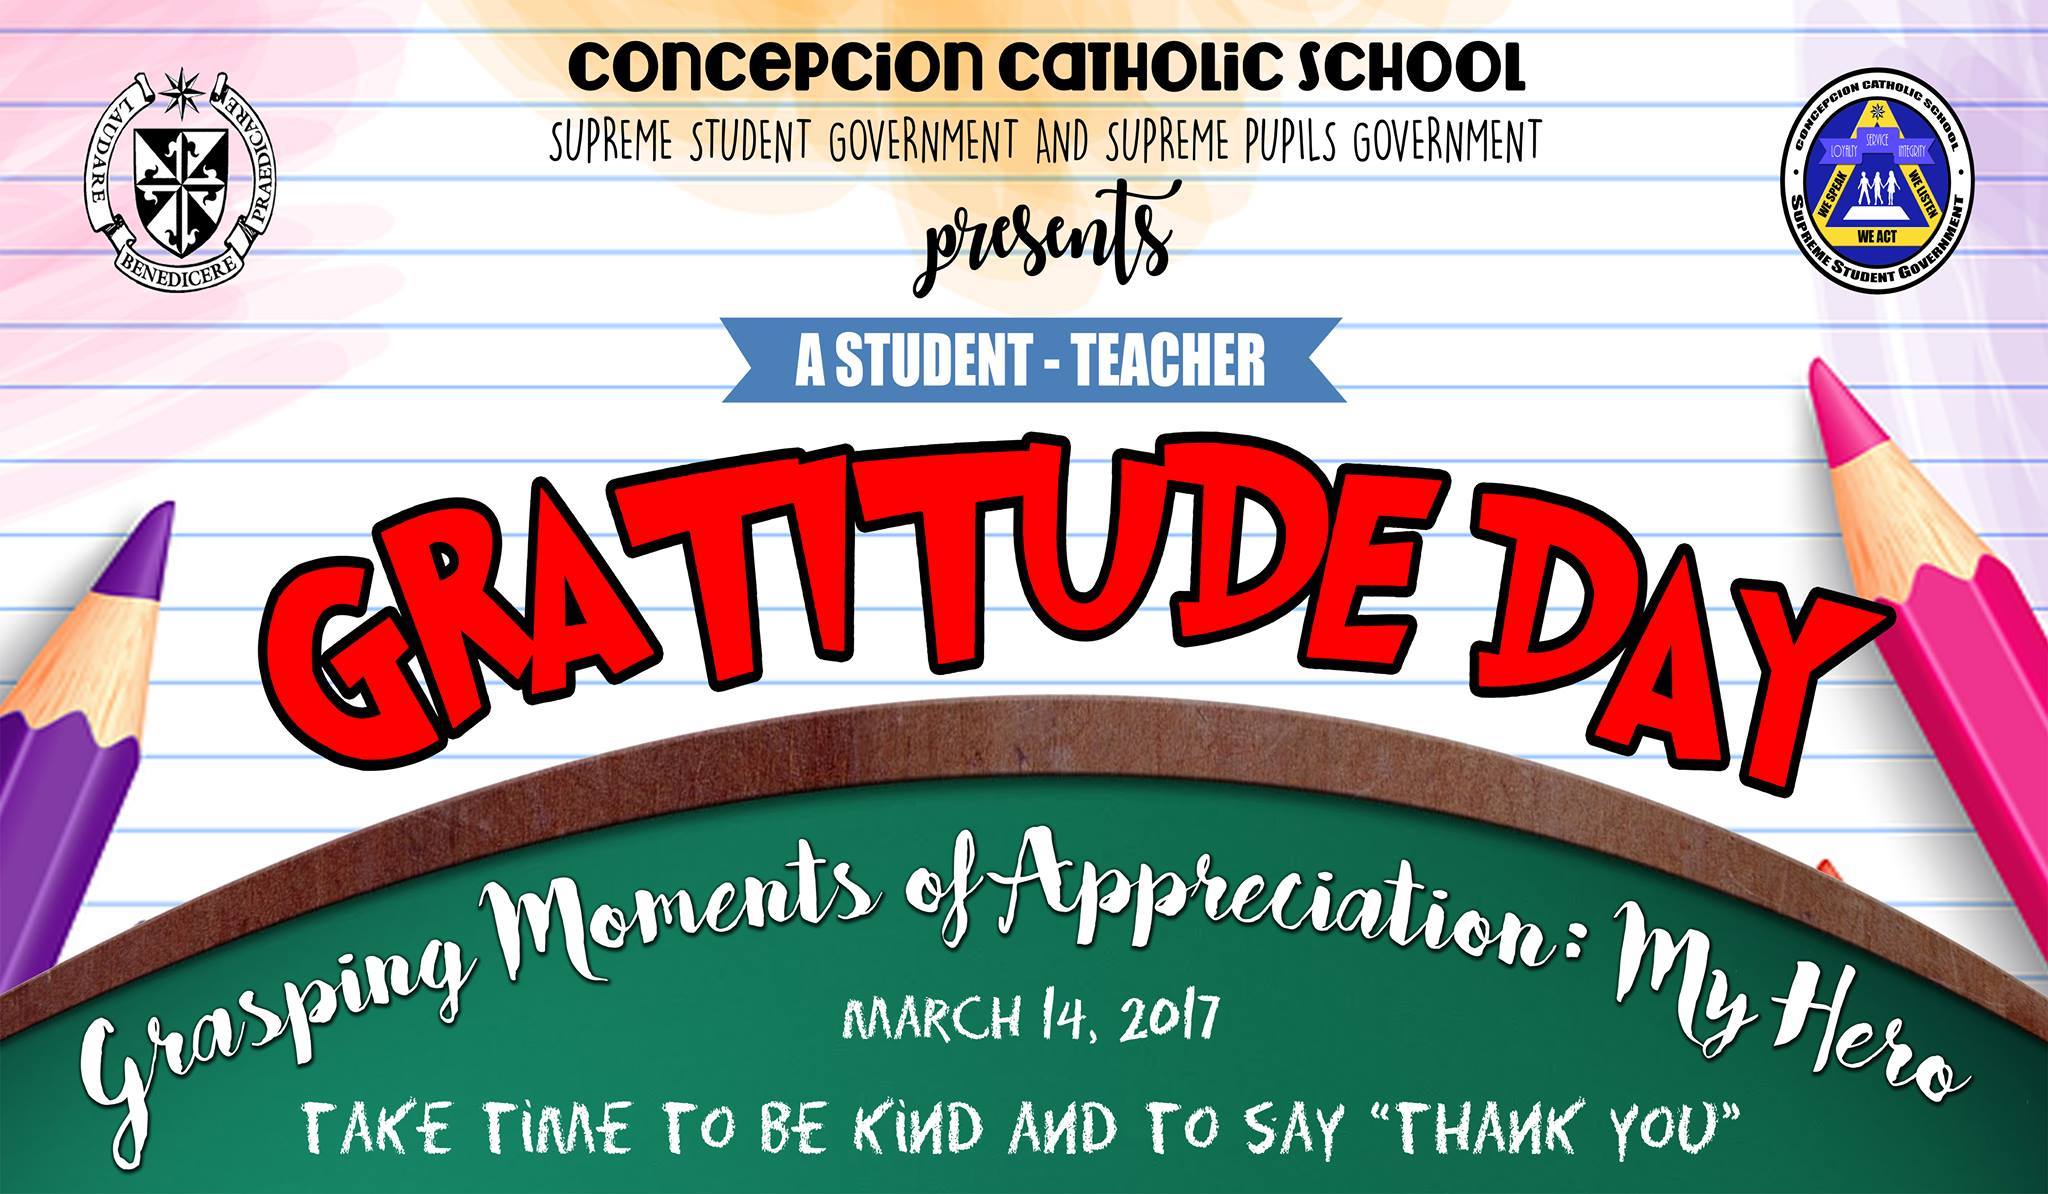 CONCEPCION CATHOLIC SCHOOL
SUPREME STUDENT GOVERNMENT AND SUPREME PUPILS GOVERNMENT
presents
LAUDARE
BENEDICERE
PRAEDICARE
CONCEPCION CATHOLIC SCHOOL
SERVICE
LOYALTY
INTEGRITY
WE SPEAK
WE LISTEN
WE ACT
SUPREME STUDENT GOVERNMENT
A STUDENT - TEACHER
GRATITUDE DAY
Grasping Moments of Appreciation: My Hero
MARCH 14, 2017
TAKE TIME TO BE KIND AND TO SAY “THANK YOU”